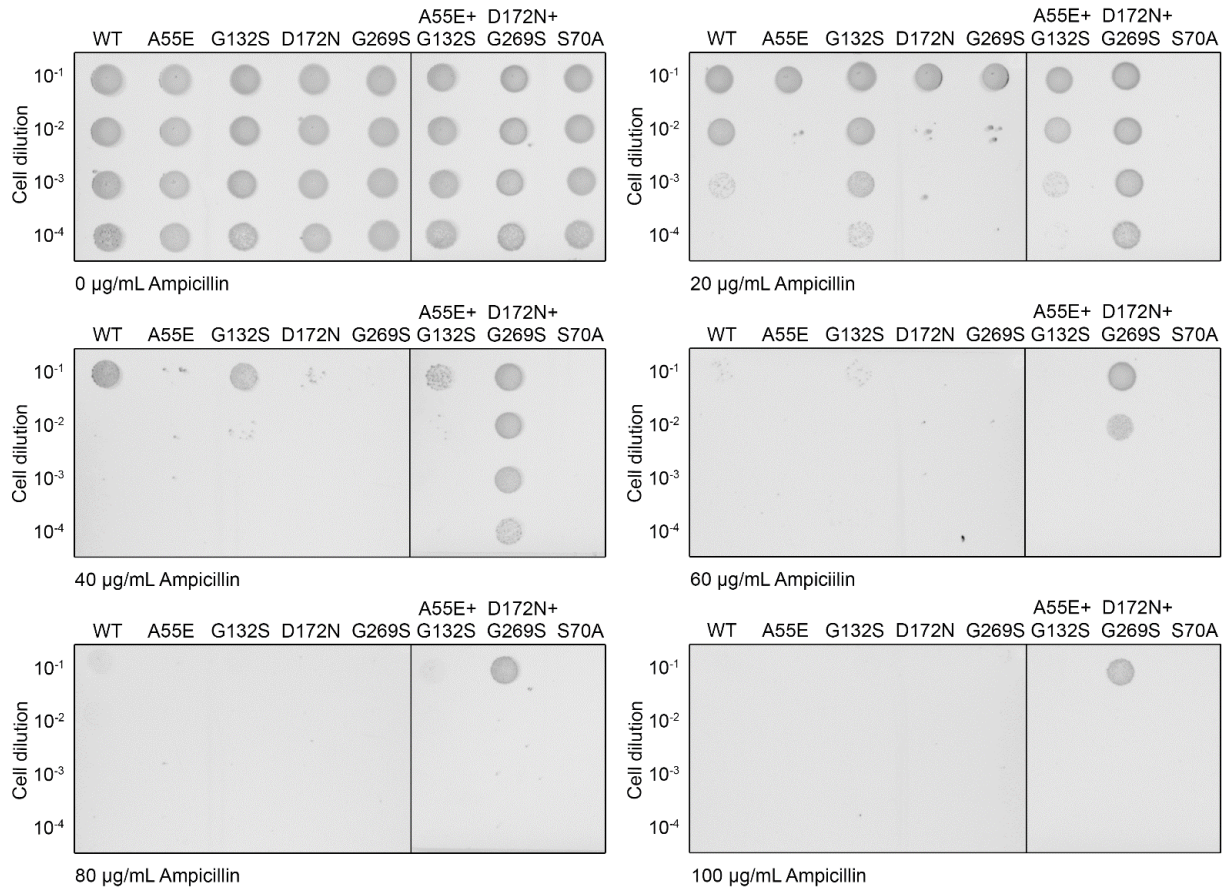 A55E+ D172N+
WT A55E G132S D172N G269S G132S G269S S70A
10-1
10-2
10-3
10-4
Cell dilution
0 µg/mL Ampicillin
A55E+ D172N+
WT A55E G132S D172N G269S G132S G269S S70A
10-1
10-2
10-3
10-4
Cell dilution
20 µg/mL Ampicillin
A55E+ D172N+
WT A55E G132S D172N G269S G132S G269S S70A
10-1
10-2
10-3
10-4
Cell dilution
40 µg/mL Ampicillin
A55E+ D172N+
WT A55E G132S D172N G269S G132S G269S S70A
10-1
10-2
10-3
10-4
Cell dilution
60 µg/mL Ampiciilin
A55E+ D172N+
WT A55E G132S D172N G269S G132S G269S S70A
10-1
10-2
10-3
10-4
Cell dilution
80 µg/mL Ampicillin
A55E+ D172N+
WT A55E G132S D172N G269S G132S G269S S70A
10-1
10-2
10-3
10-4
Cell dilution
100 µg/mL Ampicillin